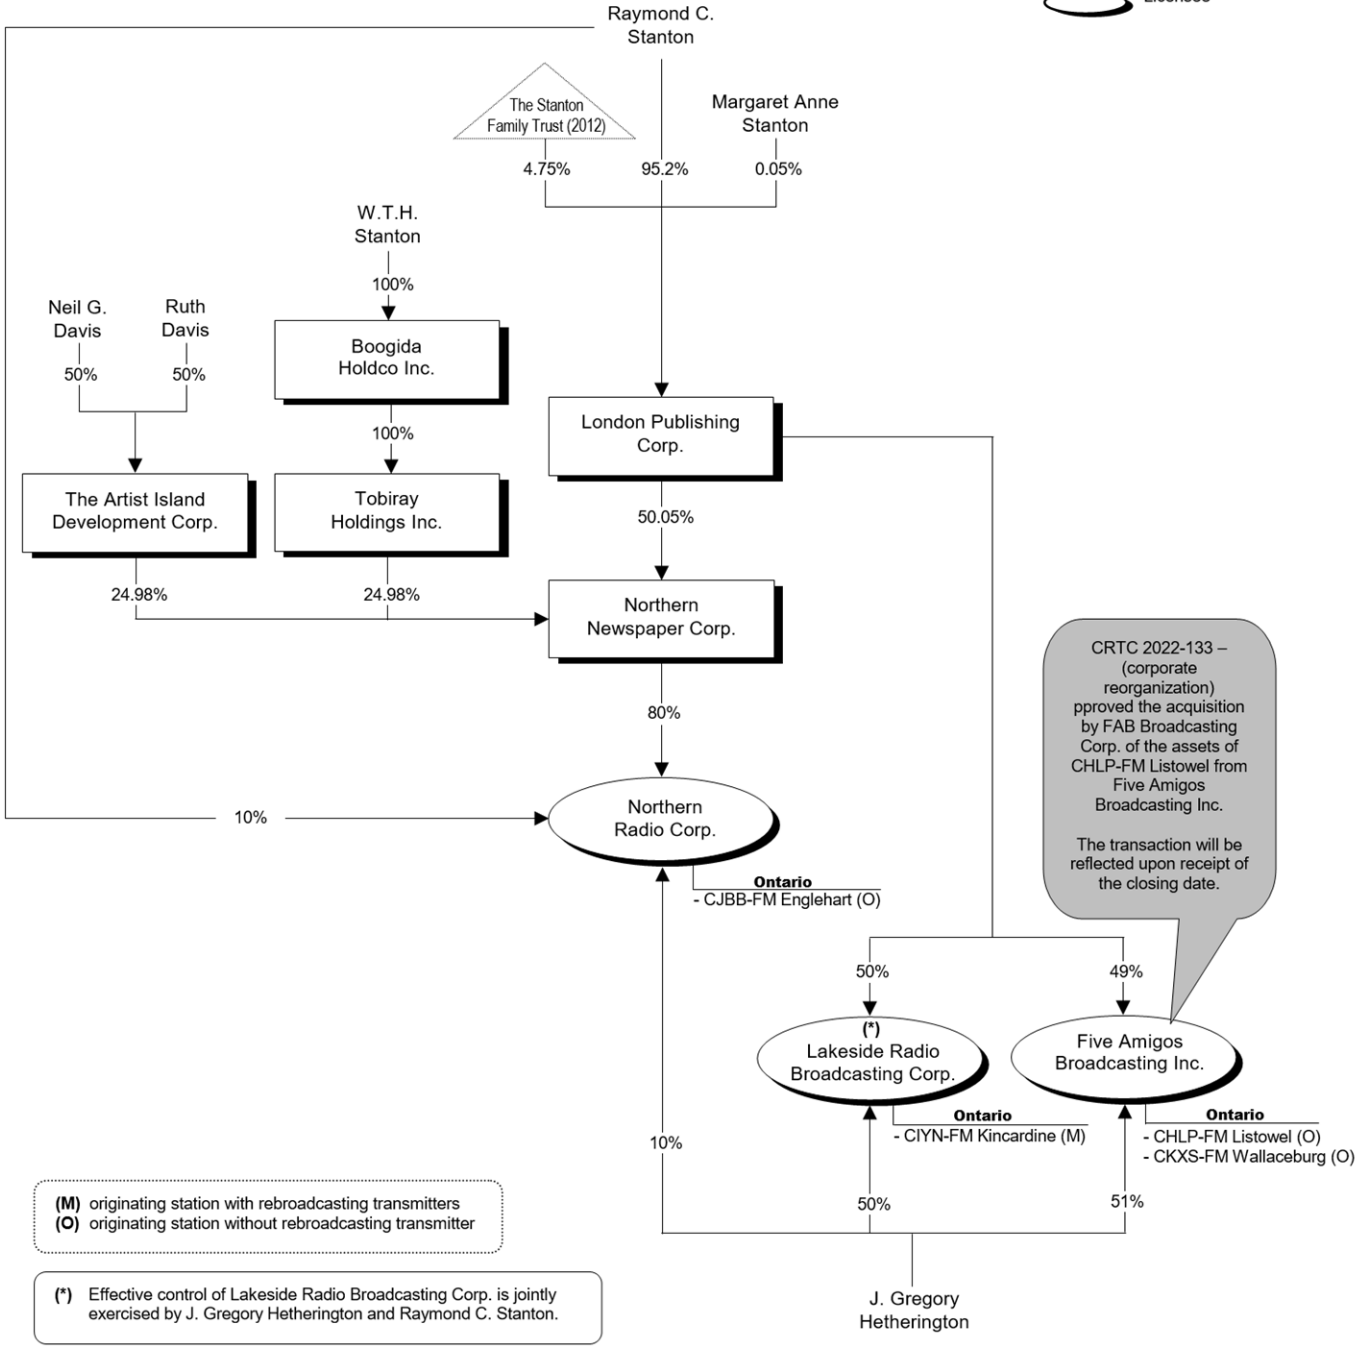 Licensee
Raymond C.
Stanton
The Stanton
Family Trust (2012)
Margaret Anne
Stanton
4.75%
95.2%
0.05%
W.T.H.
Stanton
100%
Neil G.
Davis
Ruth
Davis
50%
50%
Boogida
Holdco Inc.
100%
London Publishing
Corp.
The Artist Island
Development Corp.
Tobiray
Holdings Inc.
50.05%
24.98%
24.98%
Northern
Newspaper Corp.
80%
CRTC 2022-133 –
(corporate
reorganization)
pproved the acquisition
by FAB Broadcasting
Corp. of the assets of
CHLP-FM Listowel from
Five Amigos
Broadcasting Inc.
The transaction will be
reflected upon receipt of
the closing date.
10%
Northern
Radio Corp.
Ontario
- CJBB-FM Englehart (O)
50%
49%
(*)
Lakeside Radio
Broadcasting Corp.
Five Amigos
Broadcasting Inc.
Ontario
- CIYN-FM Kincardine (M)
Ontario
- CHLP-FM Listowel (O)
- CKXS-FM Wallaceburg (O)
10%
50%
51%
(M) originating station with rebroadcasting transmitters
(O) originating station without rebroadcasting transmitter
(*) Effective control of Lakeside Radio Broadcasting Corp. is jointly
exercised by J. Gregory Hetherington and Raymond C. Stanton.
J. Gregory
Hetherington